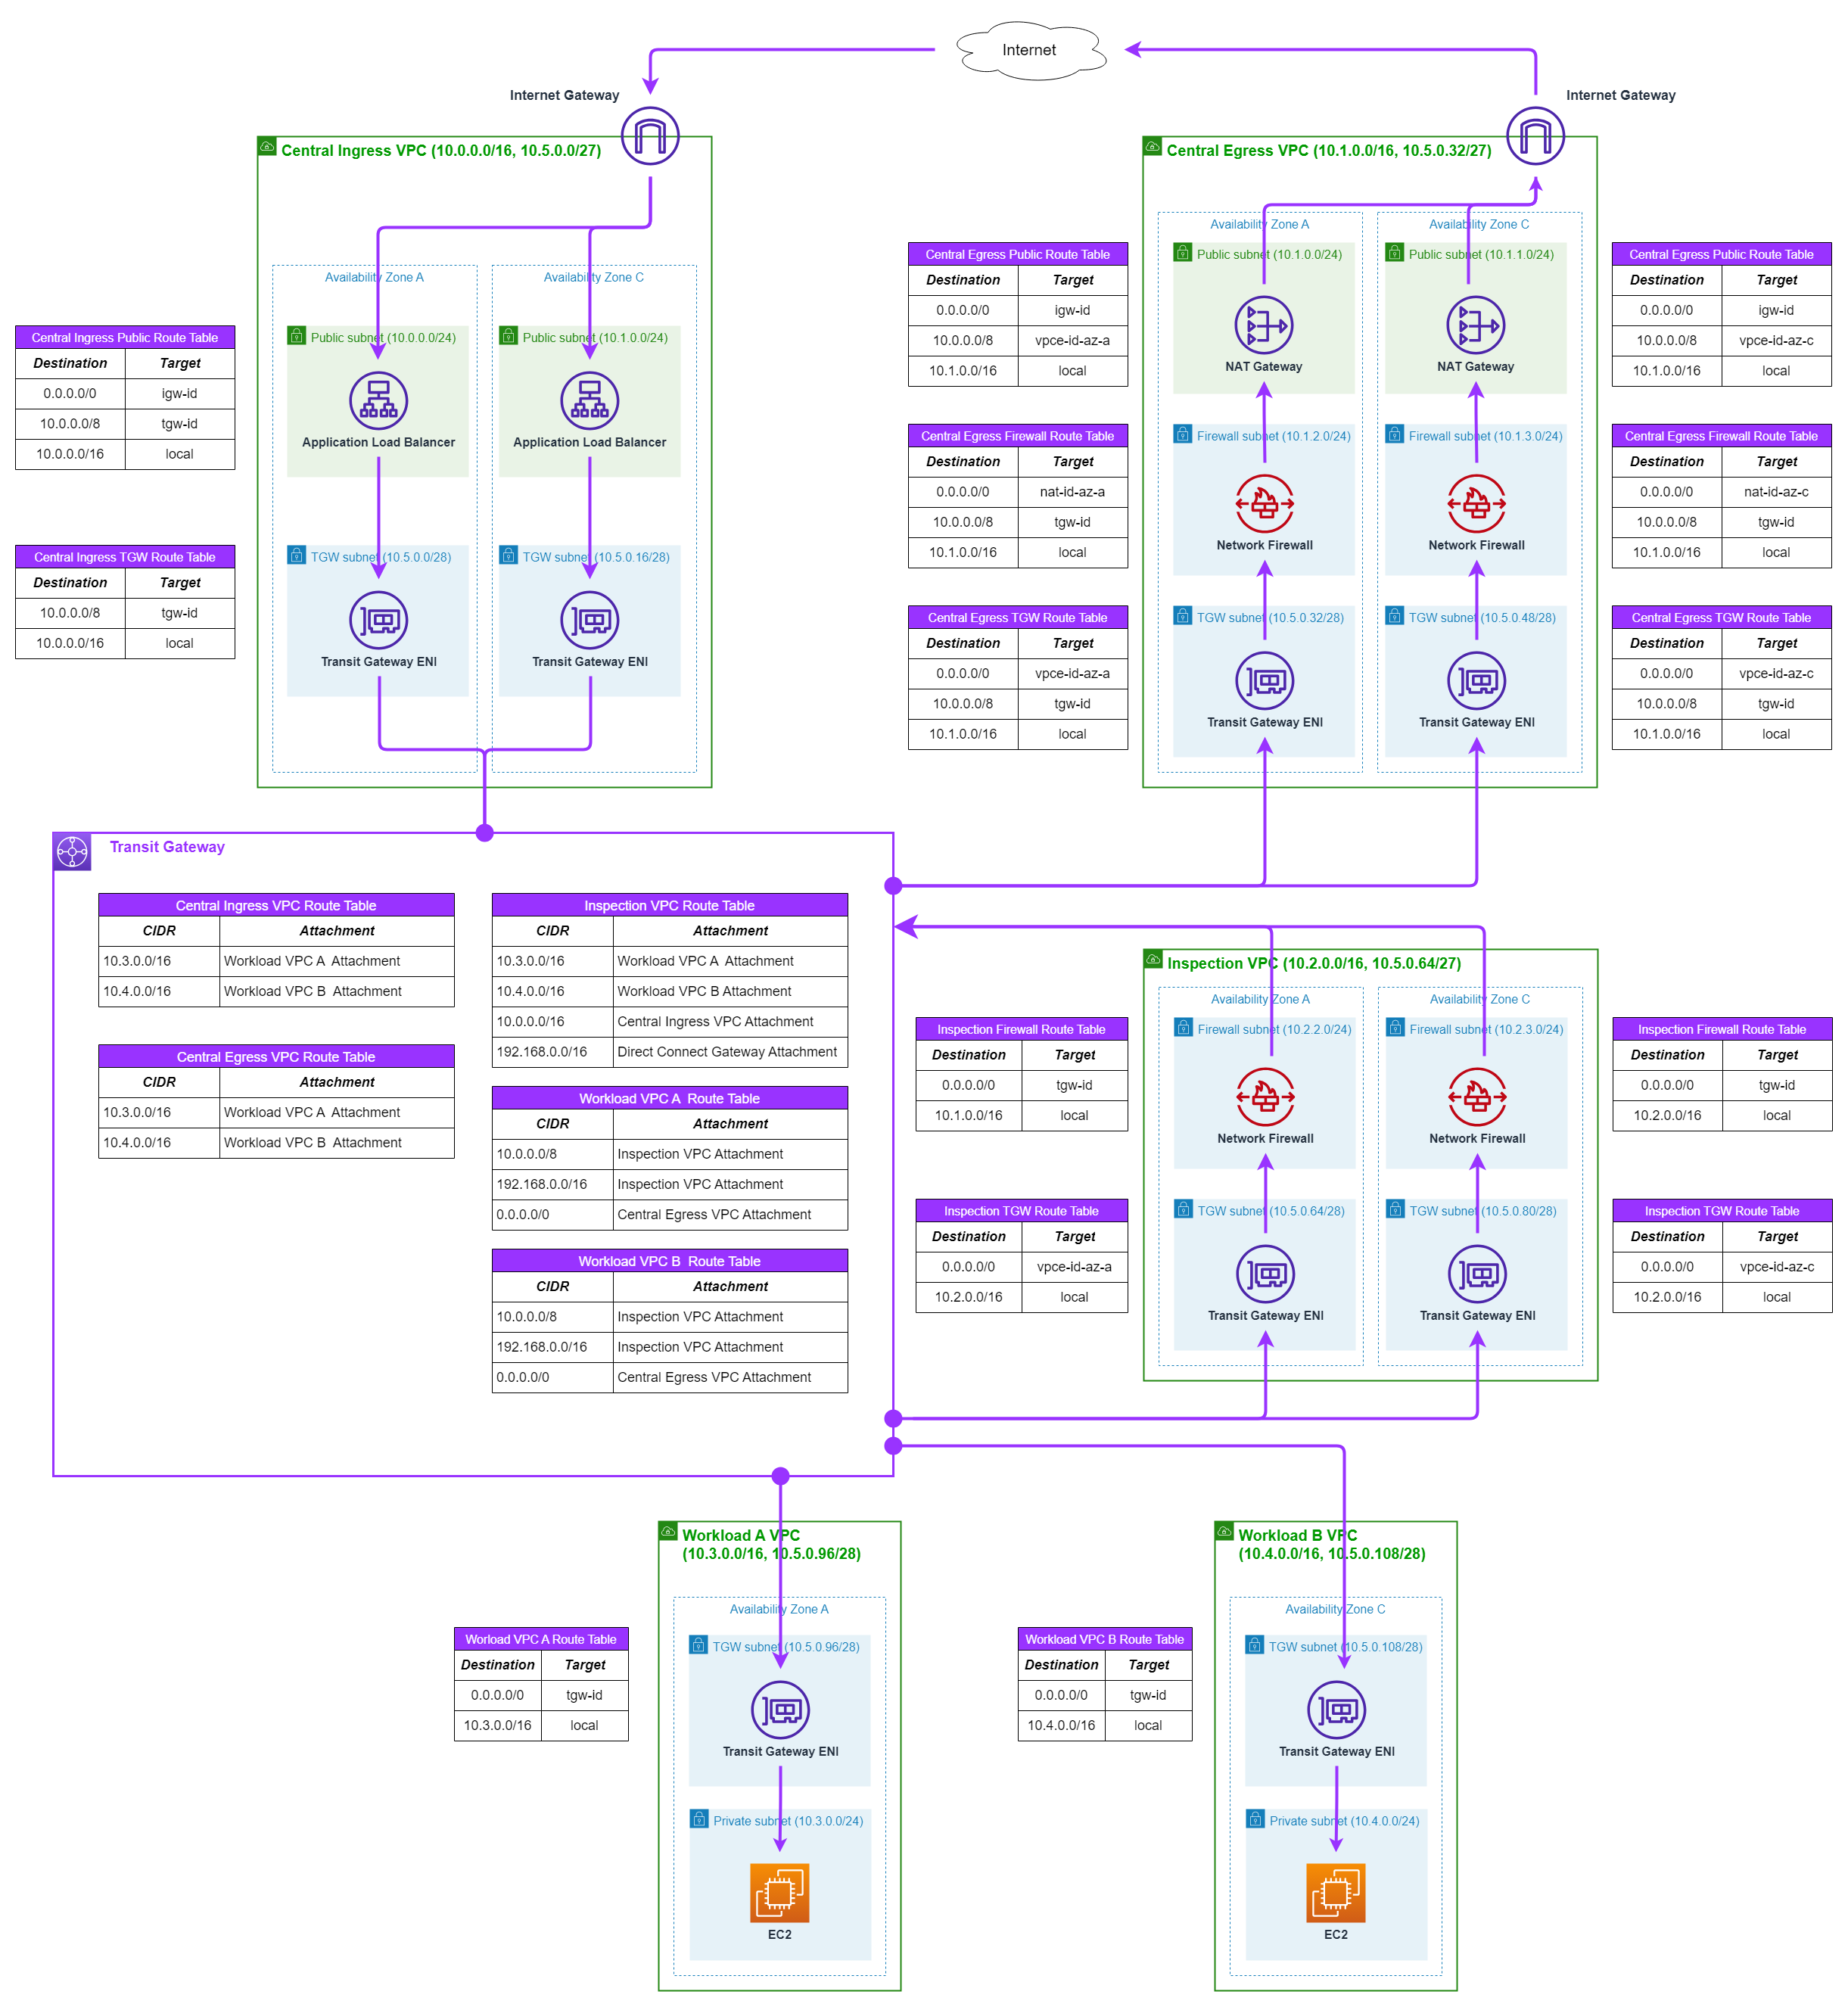 Internet
Internet Gateway
Central Ingress VPC (10.0.0.0/16, 10.5.0.0/27)
Availability Zone A
Availability Zone C
Public subnet (10.0.0.0/24)
Public subnet (10.1.0.0/24)
Application Load Balancer
Application Load Balancer
TGW subnet (10.5.0.0/28)
TGW subnet (10.5.0.16/28)
Transit Gateway ENI
Transit Gateway ENI
Central Ingress Public Route Table
Destination Target
0.0.0.0/0 igw-id
10.0.0.0/8 tgw-id
10.0.0.0/16 local
Central Ingress TGW Route Table
Destination Target
10.0.0.0/8 tgw-id
10.0.0.0/16 local
Internet Gateway
Central Egress VPC (10.1.0.0/16, 10.5.0.32/27)
Availability Zone A
Availability Zone C
Public subnet (10.1.0.0/24)
Public subnet (10.1.1.0/24)
NAT Gateway
NAT Gateway
Firewall subnet (10.1.2.0/24)
Firewall subnet (10.1.3.0/24)
Network Firewall
Network Firewall
TGW subnet (10.5.0.32/28)
TGW subnet (10.5.0.48/28)
Transit Gateway ENI
Transit Gateway ENI
Central Egress Public Route Table
Destination Target
0.0.0.0/0 igw-id
10.0.0.0/8 vpce-id-az-a
10.1.0.0/16 local
Central Egress Firewall Route Table
Destination Target
0.0.0.0/0 nat-id-az-a
10.0.0.0/8 tgw-id
10.1.0.0/16 local
Central Egress TGW Route Table
Destination Target
0.0.0.0/0 vpce-id-az-a
10.0.0.0/8 tgw-id
10.1.0.0/16 local
Central Egress Public Route Table
Destination Target
0.0.0.0/0 igw-id
10.0.0.0/8 vpce-id-az-c
10.1.0.0/16 local
Central Egress Firewall Route Table
Destination Target
0.0.0.0/0 nat-id-az-c
10.0.0.0/8 tgw-id
10.1.0.0/16 local
Central Egress TGW Route Table
Destination Target
0.0.0.0/0 vpce-id-az-c
10.0.0.0/8 tgw-id
10.1.0.0/16 local
Transit Gateway
Central Ingress VPC Route Table
CIDR Attachment
10.3.0.0/16 Workload VPC A Attachment
10.4.0.0/16 Workload VPC B Attachment
Central Egress VPC Route Table
CIDR Attachment
10.3.0.0/16 Workload VPC A Attachment
10.4.0.0/16 Workload VPC B Attachment
Inspection VPC Route Table
CIDR Attachment
10.3.0.0/16 Workload VPC A Attachment
10.4.0.0/16 Workload VPC B Attachment
10.0.0.0/16 Central Ingress VPC Attachment
192.168.0.0/16 Direct Connect Gateway Attachment
Workload VPC A Route Table
CIDR Attachment
10.0.0.0/8 Inspection VPC Attachment
192.168.0.0/16 Inspection VPC Attachment
0.0.0.0/0 Central Egress VPC Attachment
Workload VPC B Route Table
CIDR Attachment
10.0.0.0/8 Inspection VPC Attachment
192.168.0.0/16 Inspection VPC Attachment
0.0.0.0/0 Central Egress VPC Attachment
Inspection VPC (10.2.0.0/16, 10.5.0.64/27)
Availability Zone A
Availability Zone C
Firewall subnet (10.2.2.0/24)
Firewall subnet (10.2.3.0/24)
Network Firewall
Network Firewall
TGW subnet (10.5.0.64/28)
TGW subnet (10.5.0.80/28)
Transit Gateway ENI
Transit Gateway ENI
Inspection Firewall Route Table
Destination Target
0.0.0.0/0 tgw-id
10.1.0.0/16 local
Inspection TGW Route Table
Destination Target
0.0.0.0/0 vpce-id-az-a
10.2.0.0/16 local
Inspection Firewall Route Table
Destination Target
0.0.0.0/0 tgw-id
10.2.0.0/16 local
Inspection TGW Route Table
Destination Target
0.0.0.0/0 vpce-id-az-c
10.2.0.0/16 local
Workload A VPC
(10.3.0.0/16, 10.5.0.96/28)
Availability Zone A
TGW subnet (10.5.0.96/28)
Transit Gateway ENI
Private subnet (10.3.0.0/24)
EC2
Worload VPC A Route Table
Destination Target
0.0.0.0/0 tgw-id
10.3.0.0/16 local
Workload B VPC
(10.4.0.0/16, 10.5.0.108/28)
Availability Zone C
TGW subnet (10.5.0.108/28)
Transit Gateway ENI
Private subnet (10.4.0.0/24)
EC2
Workload VPC B Route Table
Destination Target
0.0.0.0/0 tgw-id
10.4.0.0/16 local